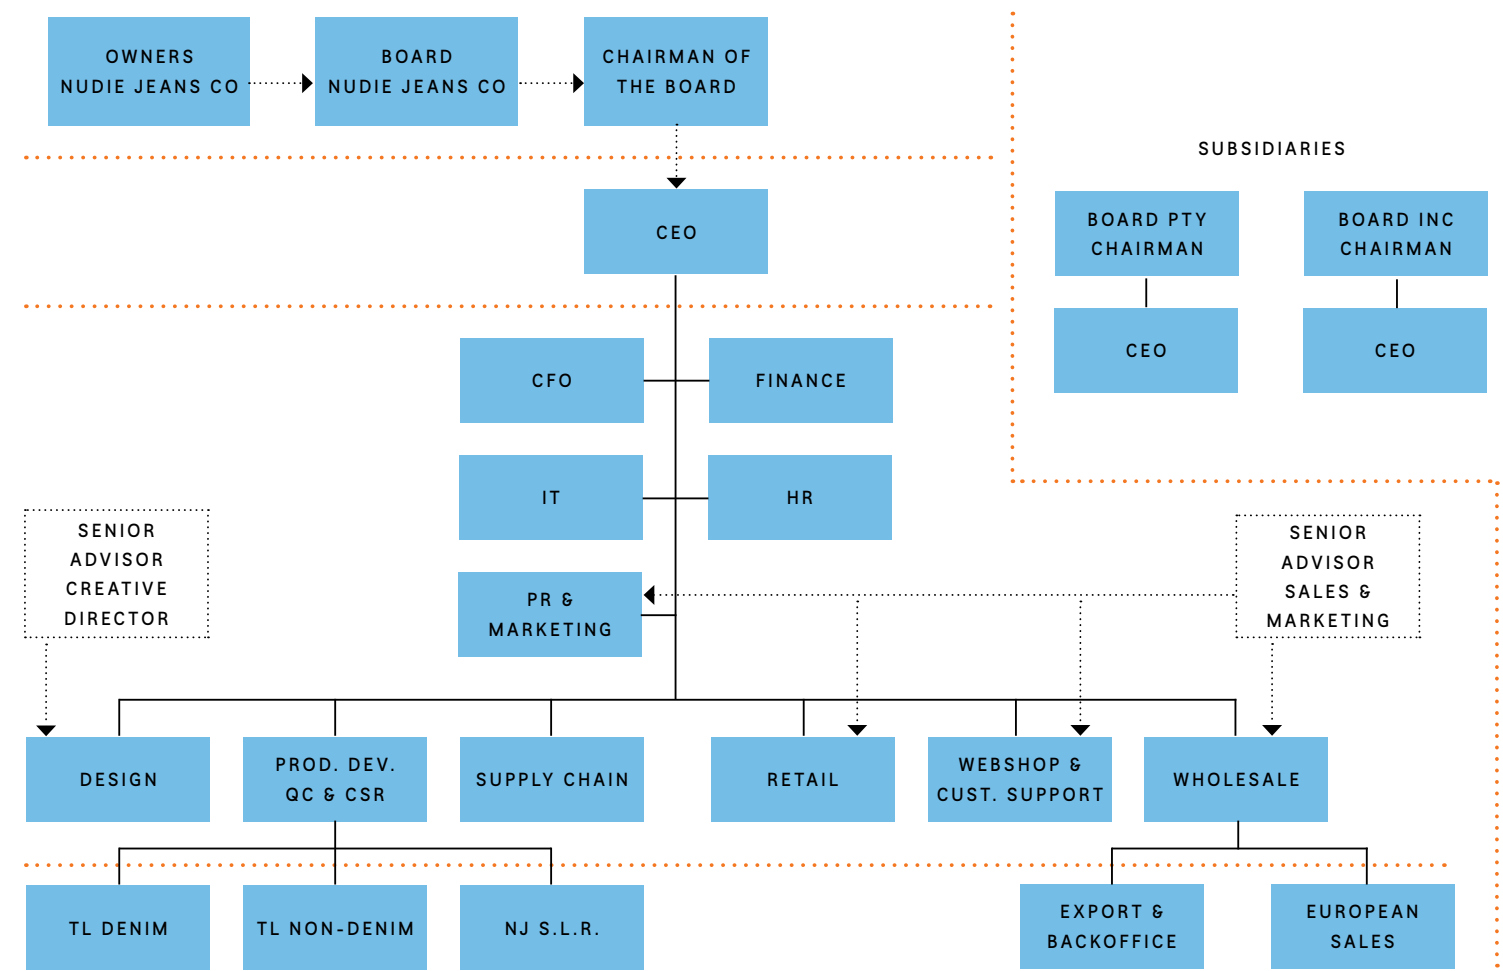 OWNERS
NUDIE JEANS CO
BOARD
NUDIE JEANS CO
CHAIRMAN OF
THE BOARD
SUBSIDIARIES
BOARD PTY
CHAIRMAN
BOARD INC
CHAIRMAN
CEO
CEO
CEO
CFO
FINANCE
IT
HR
SENIOR
ADVISOR
CREATIVE
DIRECTOR
SENIOR
ADVISOR
SALES &
MARKETING
PR &
MARKETING
DESIGN
PROD. DEV.
QC & CSR
SUPPLY CHAIN
RETAIL
WEBSHOP &
CUST. SUPPORT
WHOLESALE
TL DENIM
TL NON-DENIM
NJ S.L.R.
EXPORT &
BACKOFFICE
EUROPEAN
SALES